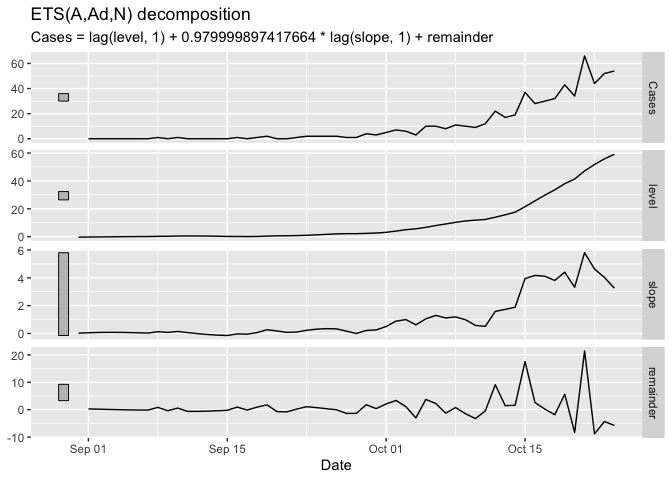 ETS(A,Ad,N) decomposition
Cases = lag(level, 1) + 0.979999897417664 * lag(slope, 1) + remainder
60
40
20
0
Cases
60
40
20
0
level
6
4
2
0
slope
20
10
0
-10
remainder
Sep 01 Sep 15 Oct 01 Oct 15
Date